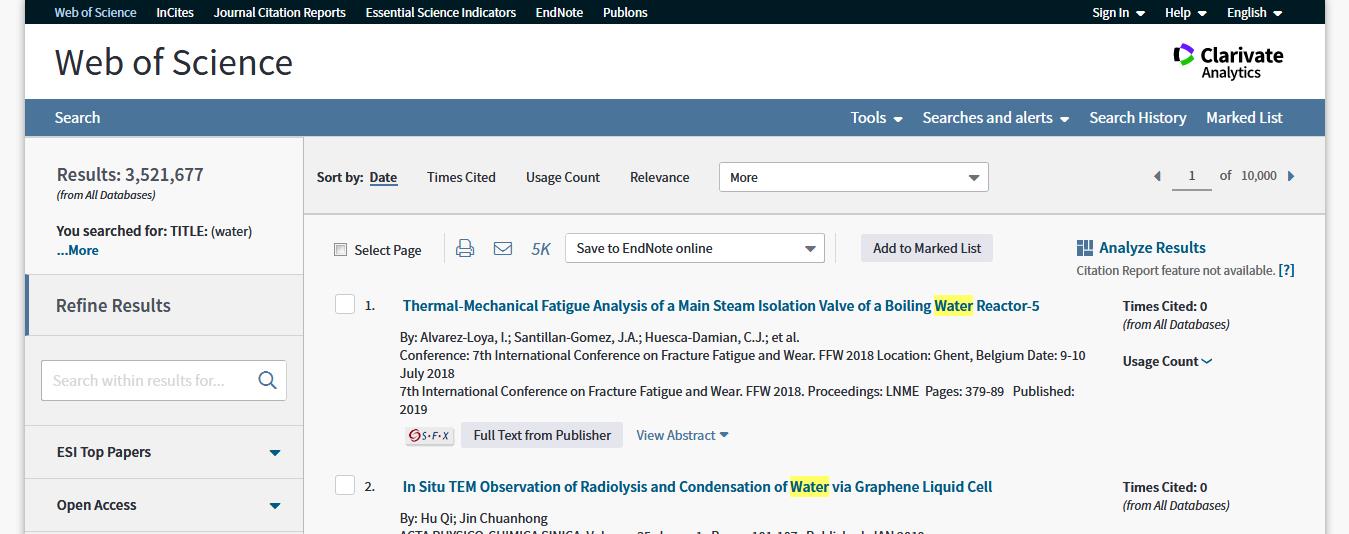 Web of Science InCites Journal Citation Reports Essential Science Indicators EndNote Publons Sign In Help English
Web of Science
Clarivate
Analytics
Search Tools Searches and alerts Search History Marked List
Results: 3,521,677
(from All Databases)
You searched for: TITLE: (water)
...More
Refine Results
Search within results for...
ESI Top Papers
Open Access
Sort by: Date Times Cited Usage Count Relevance More 1 of 10,000
Select Page 5K Save to EndNote online Add to Marked List
Analyze Results
Citation Report feature not available. [?]
1. Thermal-Mechanical Fatigue Analysis of a Main Steam Isolation Valve of a Boiling Water Reactor-5
By: Alvarez-Loya, I.; Santillan-Gomez, J.A.; Huesca-Damian, C.J.; et al.
Conference: 7th International Conference on Fracture Fatigue and Wear. FFW 2018 Location: Ghent, Belgium Date: 9-10
July 2018
7th International Conference on Fracture Fatigue and Wear. FFW 2018. Proceedings: LNME Pages: 379-89 Published:
2019
S·F·X Full Text from Publisher View Abstract
Times Cited: 0
(from All Databases)
Usage Count
2. In Situ TEM Observation of Radiolysis and Condensation of Water via Graphene Liquid Cell
By: Hu Qi; Jin Chuanhong
Times Cited: 0
(from All Databases)